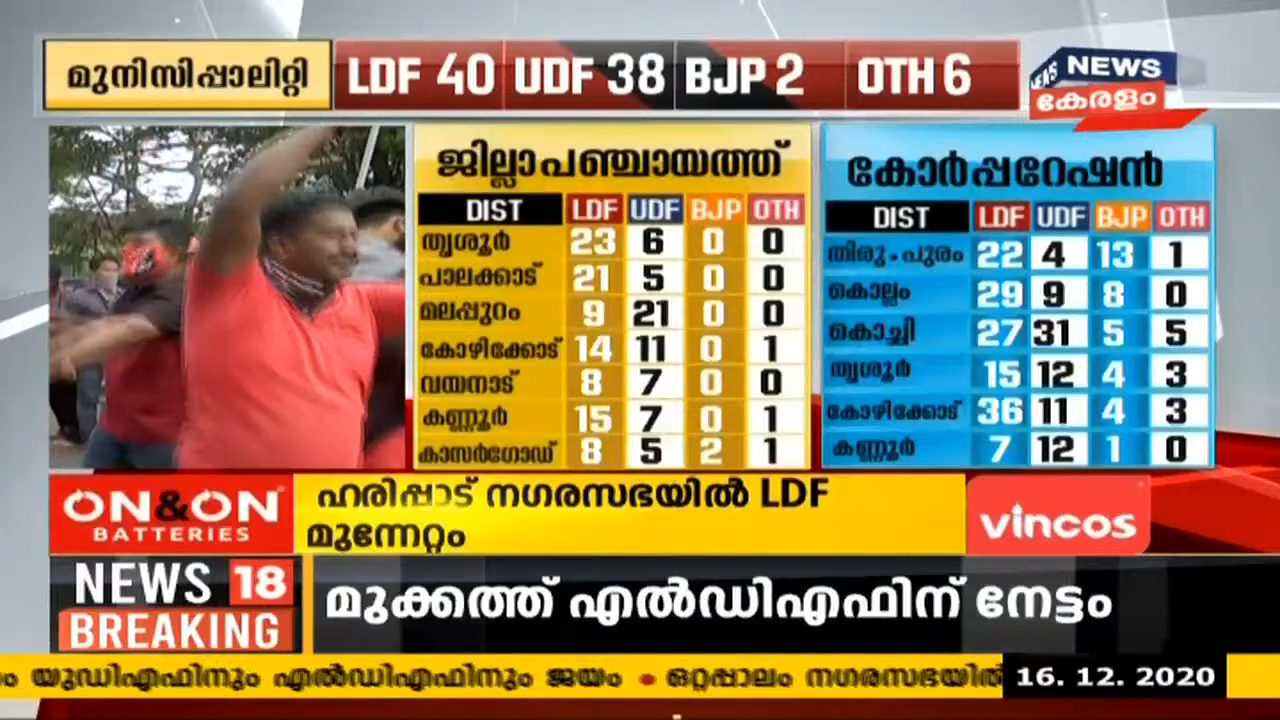 മുനിസിപ്പാലിറ്റി LDF 40 UDF 38 BJP 2 OTH 6
NEWS
NEWS
കേരളം
ജില്ലാ പഞ്ചായത്ത്
DIST LDF UDF BJP OTH
തൃശൂർ 23 6 0 0
പാലക്കാട് 21 5 0 0
മലപ്പുറം 9 21 0 0
കോഴിക്കോട് 14 11 0 1
വയനാട് 8 7 0 0
കണ്ണൂർ 15 7 0 1
കാസർഗോഡ് 8 5 2 1
കോർപ്പറേഷൻ
DIST LDF UDF BJP OTH
തിരു.പുരം 22 4 13 1
കൊല്ലം 29 9 8 0
കൊച്ചി 27 31 5 5
തൃശൂർ 15 12 4 3
കോഴിക്കോട് 36 11 4 3
കണ്ണൂർ 7 12 1 0
ON&ON
BATTERIES
ഹരിപ്പാട് നഗരസഭയിൽ LDF
മുന്നേറ്റം
vincos
NEWS 18
BREAKING
മുക്കത്ത് എൽഡിഎഫിന് നേട്ടം
യുഡിഎഫിനും എൽഡിഎഫിനും ജയം • ഒറ്റപ്പാലം നഗരസഭയിൽ
16. 12. 2020